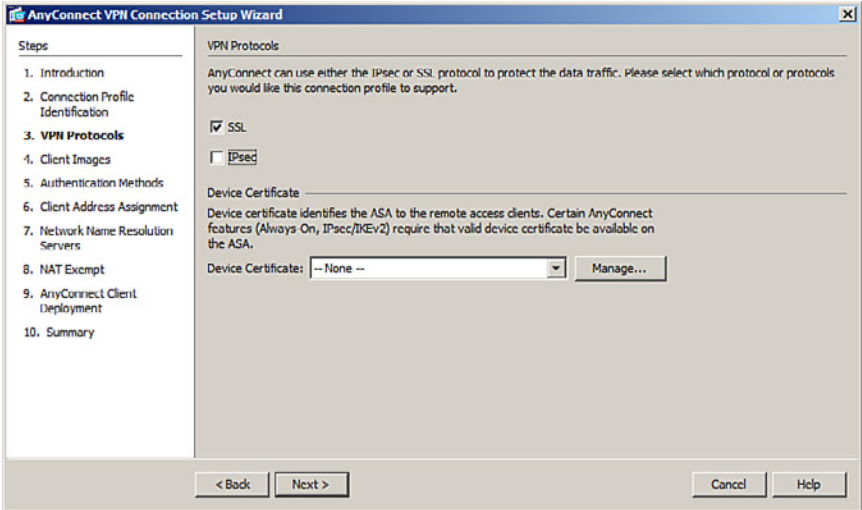 AnyConnect VPN Connection Setup Wizard
Steps
1. Introduction
2. Connection Profile
Identification
3. VPN Protocols
4. Client Images
5. Authentication Methods
6. Client Address Assignment
7. Network Name Resolution
Servers
8. NAT Exempt
9. AnyConnect Client
Deployment
10. Summary
VPN Protocols
AnyConnect can use either the IPsec or SSL protocol to protect the data traffic. Please select which protocol or protocols
you would like this connection profile to support.
SSL
IPsec
Device Certificate
Device certificate identifies the ASA to the remote access clients. Certain AnyConnect
features (Always-On, IPsec/IKEv2) require that valid device certificate be available on
the ASA.
Device Certificate: -- None -- Manage...
< Back Next > Cancel Help